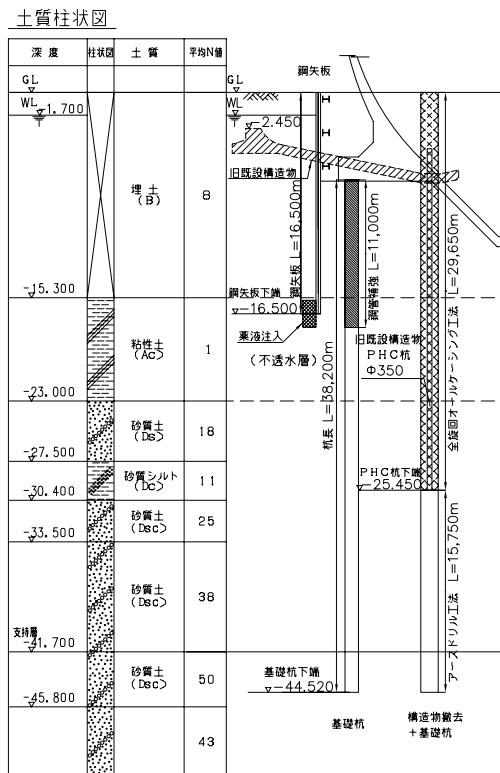 土質柱状図
深 度
柱状図
土 質
平均N値
GL
WL
-1.700
埋土
(B)
8
-15.300
粘性土
(Ac)
1
-23.000
砂質土
(Ds)
18
-27.500
砂質シルト
(Dc)
11
-30.400
砂質土
(Dsc)
25
-33.500
砂質土
(Dsc)
38
支持層
-41.700
砂質土
(Dsc)
50
-45.800
43
GL
WL
鋼矢板
-2.450
旧既設構造物
鋼矢板 L=16,500m
鋼矢板下端
-16.500
薬液注入
(不透水層)
杭長 L=38,200m
鋼管補強 L=11,000m
旧既設構造物
PHC杭
Φ350
PHC杭下端
-25.450
全旋回オールケーシング工法 L=29,650m
アースドリル工法 L=15,750m
基礎杭下端
-44.520
基礎杭
構造物撤去
+基礎杭